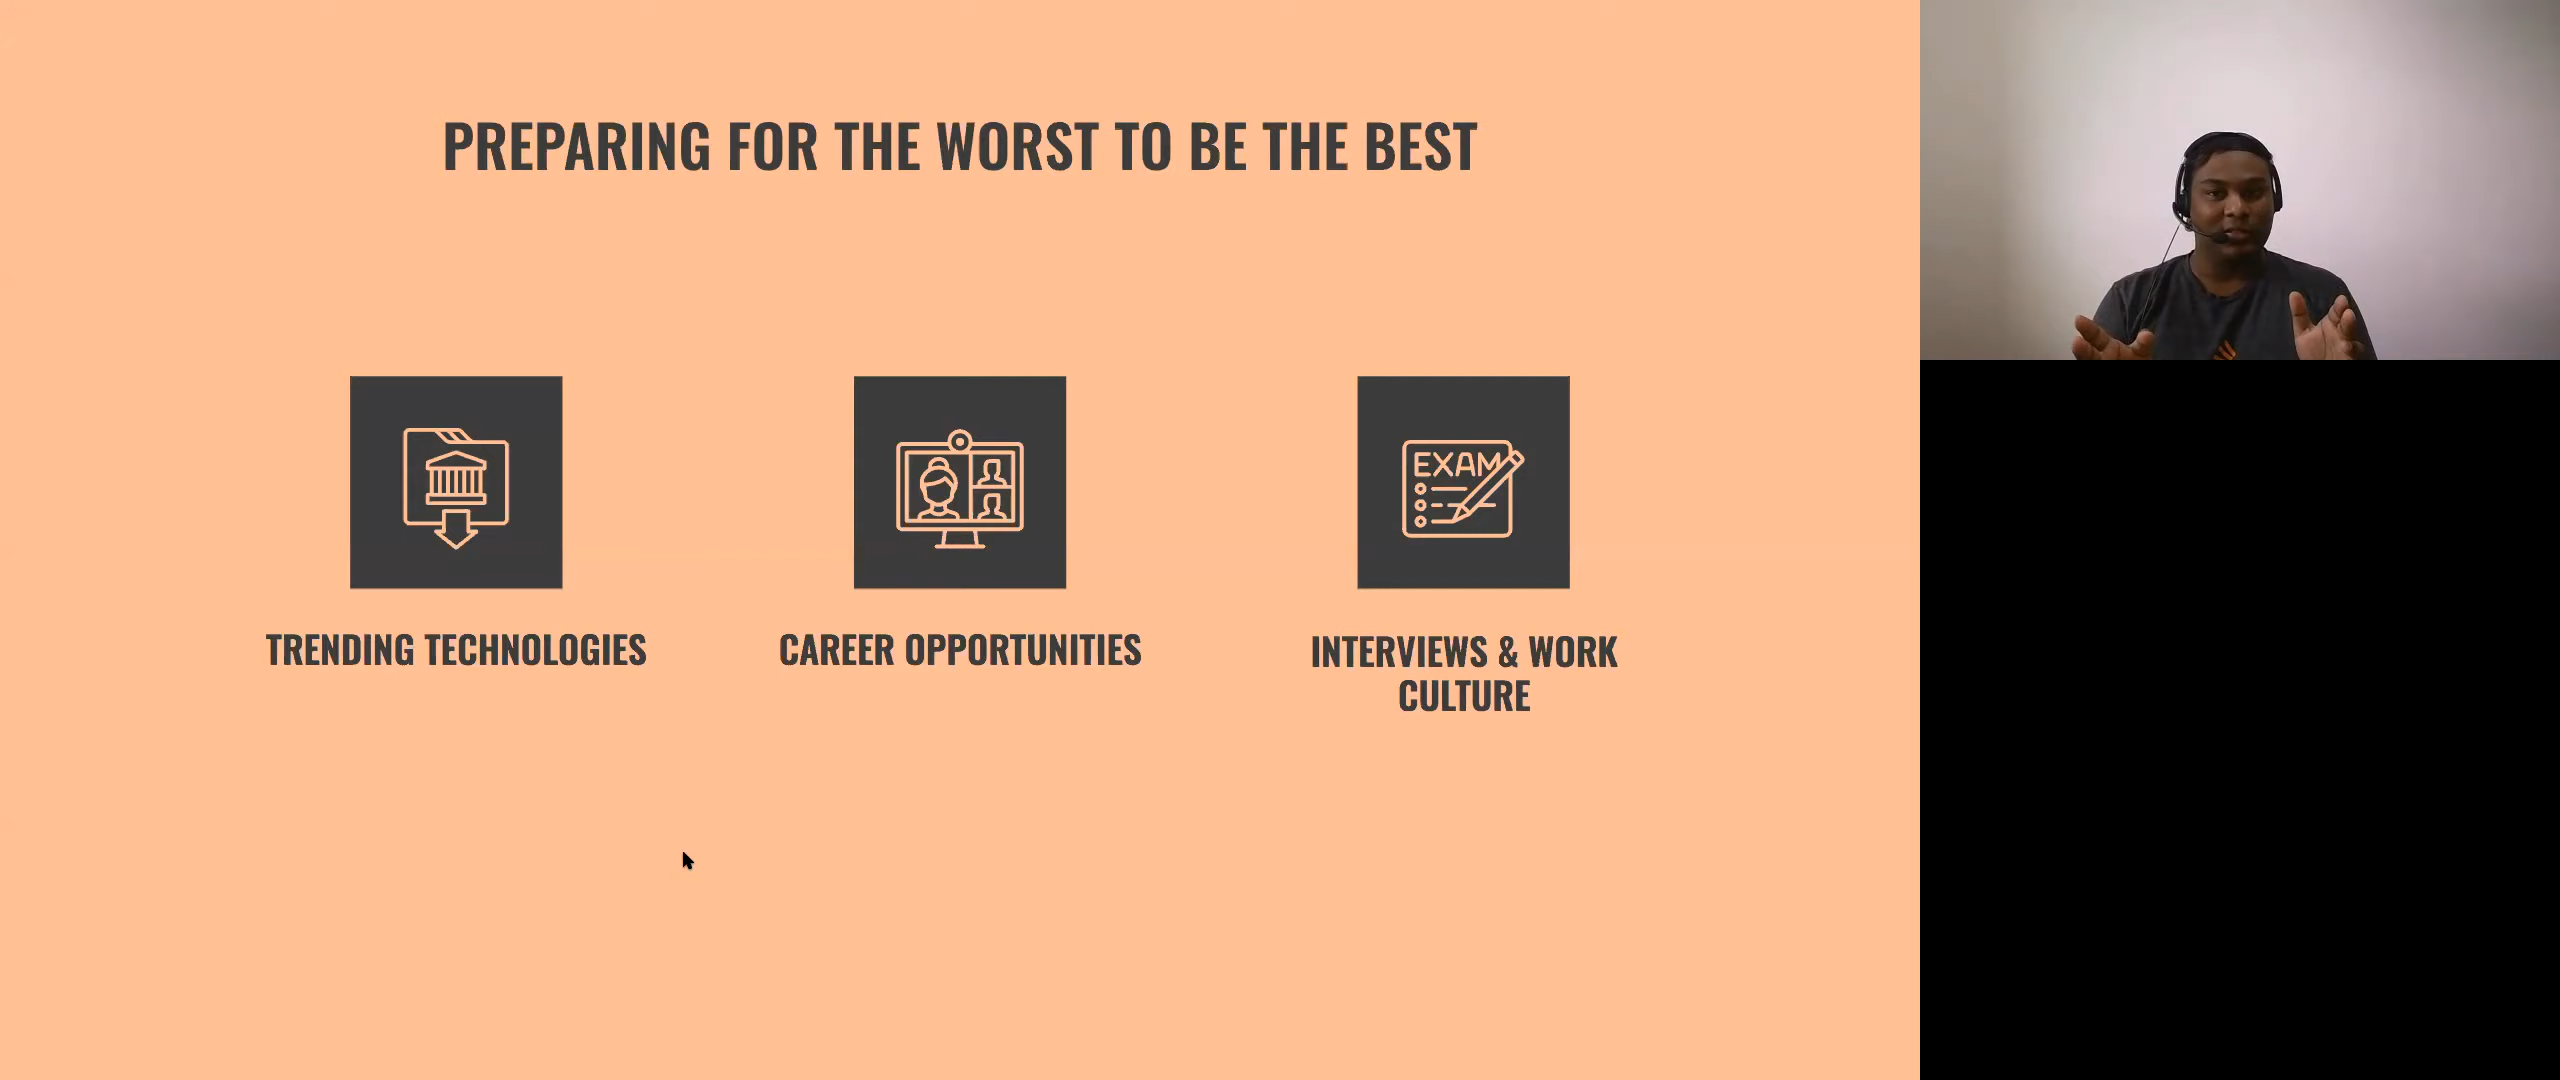 PREPARING FOR THE WORST TO BE THE BEST
EXAM
TRENDING TECHNOLOGIES
CAREER OPPORTUNITIES
INTERVIEWS & WORK
CULTURE